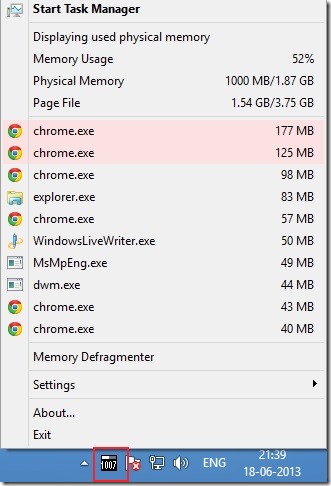 Start Task Manager
Displaying used physical memory
Memory Usage 52%
Physical Memory 1000 MB/1.87 GB
Page File 1.54 GB/3.75 GB
chrome.exe 177 MB
chrome.exe 125 MB
chrome.exe 98 MB
explorer.exe 83 MB
chrome.exe 57 MB
WindowsLiveWriter.exe 50 MB
MsMpEng.exe 49 MB
dwm.exe 44 MB
chrome.exe 43 MB
chrome.exe 40 MB
Memory Defragmenter
Settings
About...
Exit
1007 ENG 21:39
18-06-2013